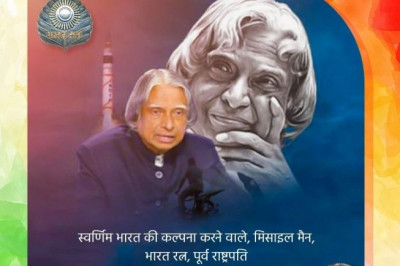 स्वर्णिम भारत की कल्पना करने वाले, मिसाइल मैन,
भारत रत्न, पूर्व राष्ट्रपति